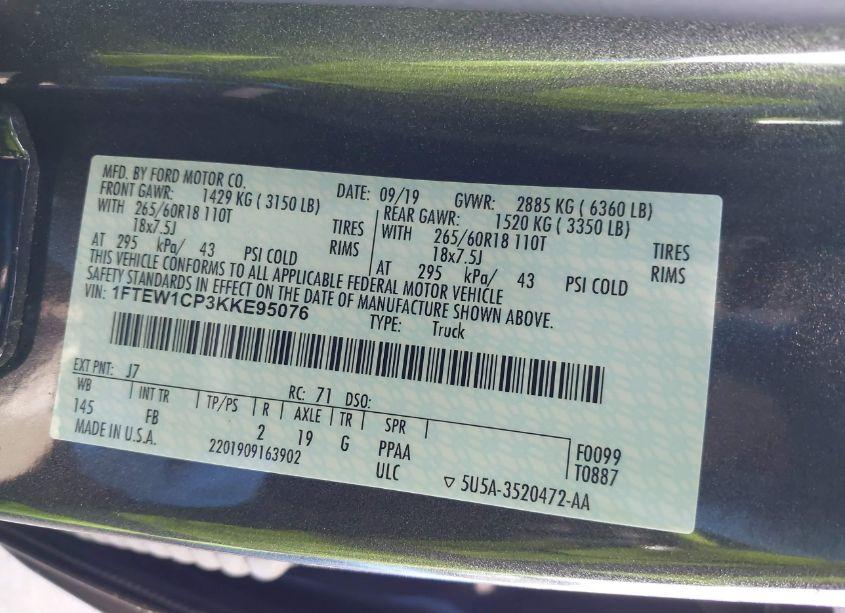 MFD. BY FORD MOTOR CO. DATE: 09/19 GVWR: 2885 KG ( 6360 LB)
FRONT GAWR: 1429 KG ( 3150 LB) REAR GAWR: 1520 KG ( 3350 LB)
WITH 265/60R18 110T TIRES WITH 265/60R18 110T TIRES
18x7.5J RIMS 18x7.5J RIMS
AT 295 kPa/ 43 PSI COLD AT 295 kPa/ 43 PSI COLD
THIS VEHICLE CONFORMS TO ALL APPLICABLE FEDERAL MOTOR VEHICLE
SAFETY STANDARDS IN EFFECT ON THE DATE OF MANUFACTURE SHOWN ABOVE.
VIN: 1FTEW1CP3KKE95076 TYPE: Truck
EXT PNT: J7 RC: 71 DSO:
WB INT TR TP/PS R AXLE TR SPR
145 FB 2 19 G PPAA F0099
MADE IN U.S.A. 2201909163902 ULC T0887
▽ 5U5A-3520472-AA